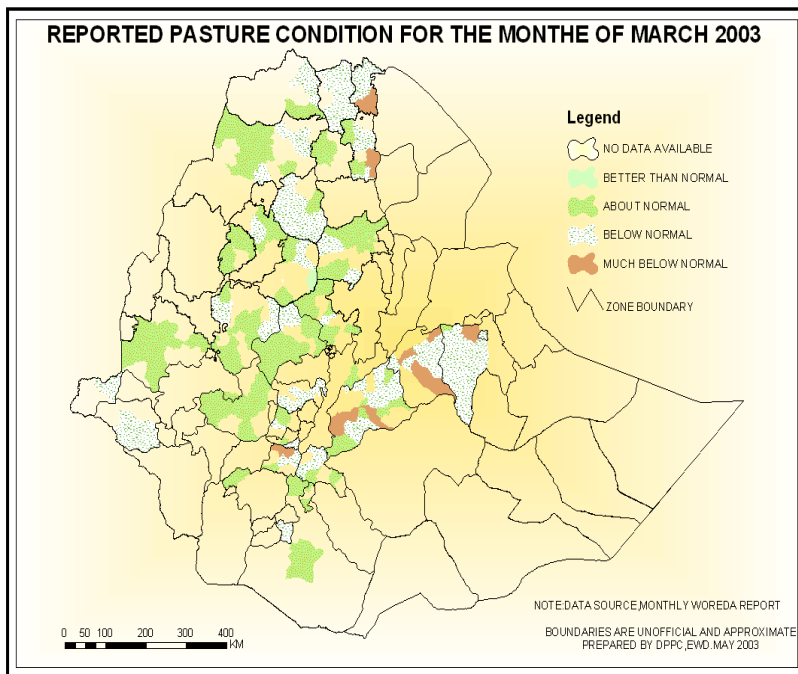 REPORTED PASTURE CONDITION FOR THE MONTHE OF MARCH 2003
Legend
NO DATA AVAILABLE
BETTER THAN NORMAL
ABOUT NORMAL
BELOW NORMAL
MUCH BELOW NORMAL
ZONE BOUNDARY
NOTE:DATA SOURCE,MONTHLY WOREDA REPORT
BOUNDARIES ARE UNOFFICIAL AND APPROXIMATE
PREPARED BY DPPC,EWD.MAY 2003
0 50 100 200 300 400
KM